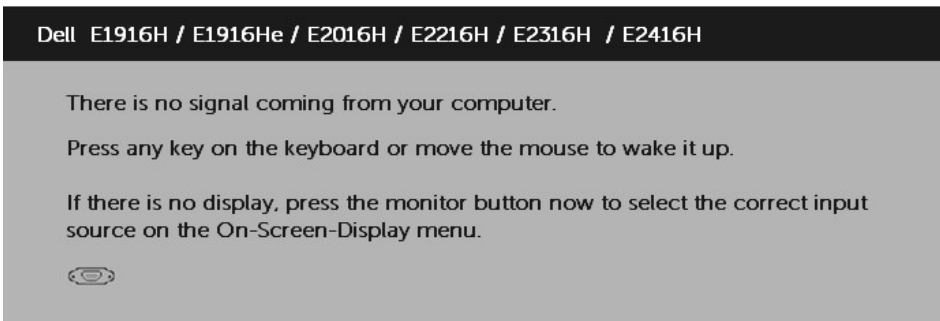 Dell E1916H / E1916He / E2016H / E2216H / E2316H / E2416H
There is no signal coming from your computer.
Press any key on the keyboard or move the mouse to wake it up.
If there is no display, press the monitor button now to select the correct input
source on the On-Screen-Display menu.